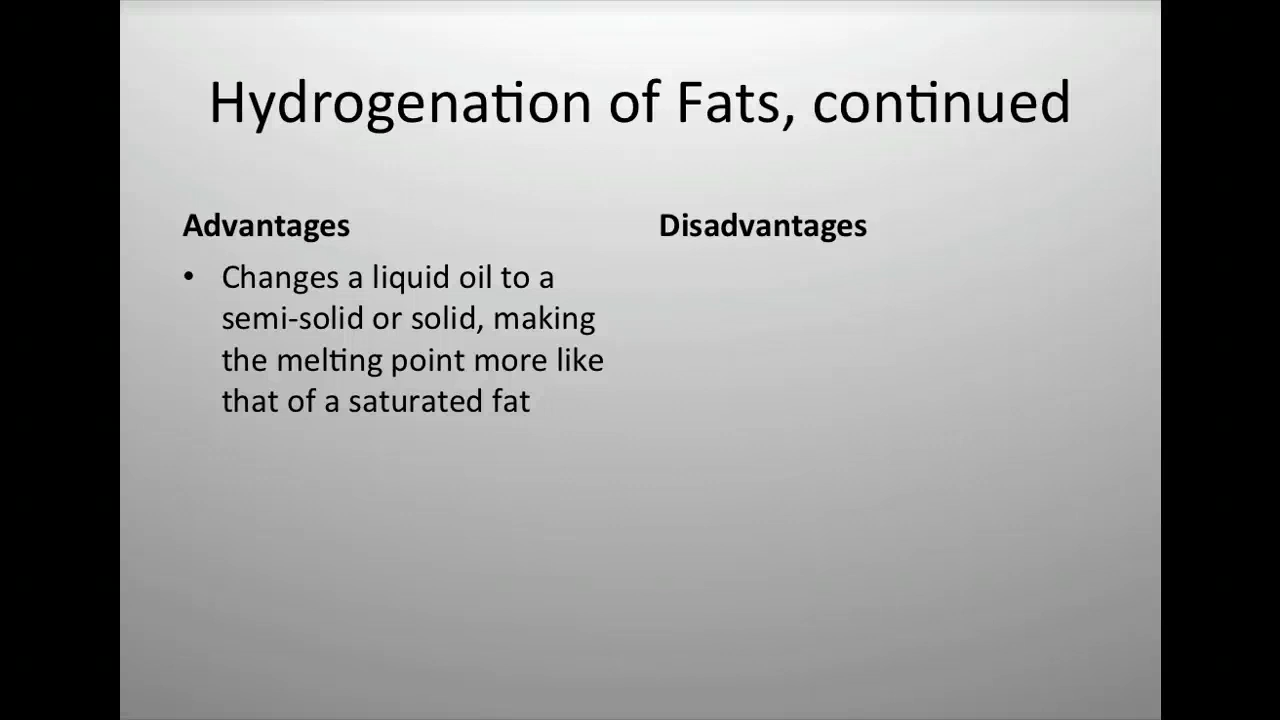 Hydrogenation of Fats, continued
Advantages
• Changes a liquid oil to a
semi-solid or solid, making
the melting point more like
that of a saturated fat
Disadvantages